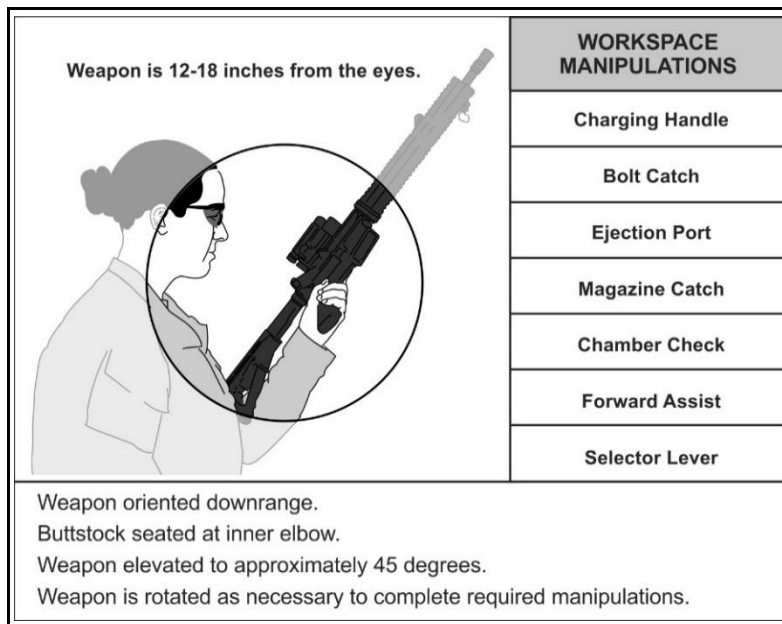 Weapon is 12-18 inches from the eyes.
WORKSPACE
MANIPULATIONS
Charging Handle
Bolt Catch
Ejection Port
Magazine Catch
Chamber Check
Forward Assist
Selector Lever
Weapon oriented downrange.
Buttstock seated at inner elbow.
Weapon elevated to approximately 45 degrees.
Weapon is rotated as necessary to complete required manipulations.